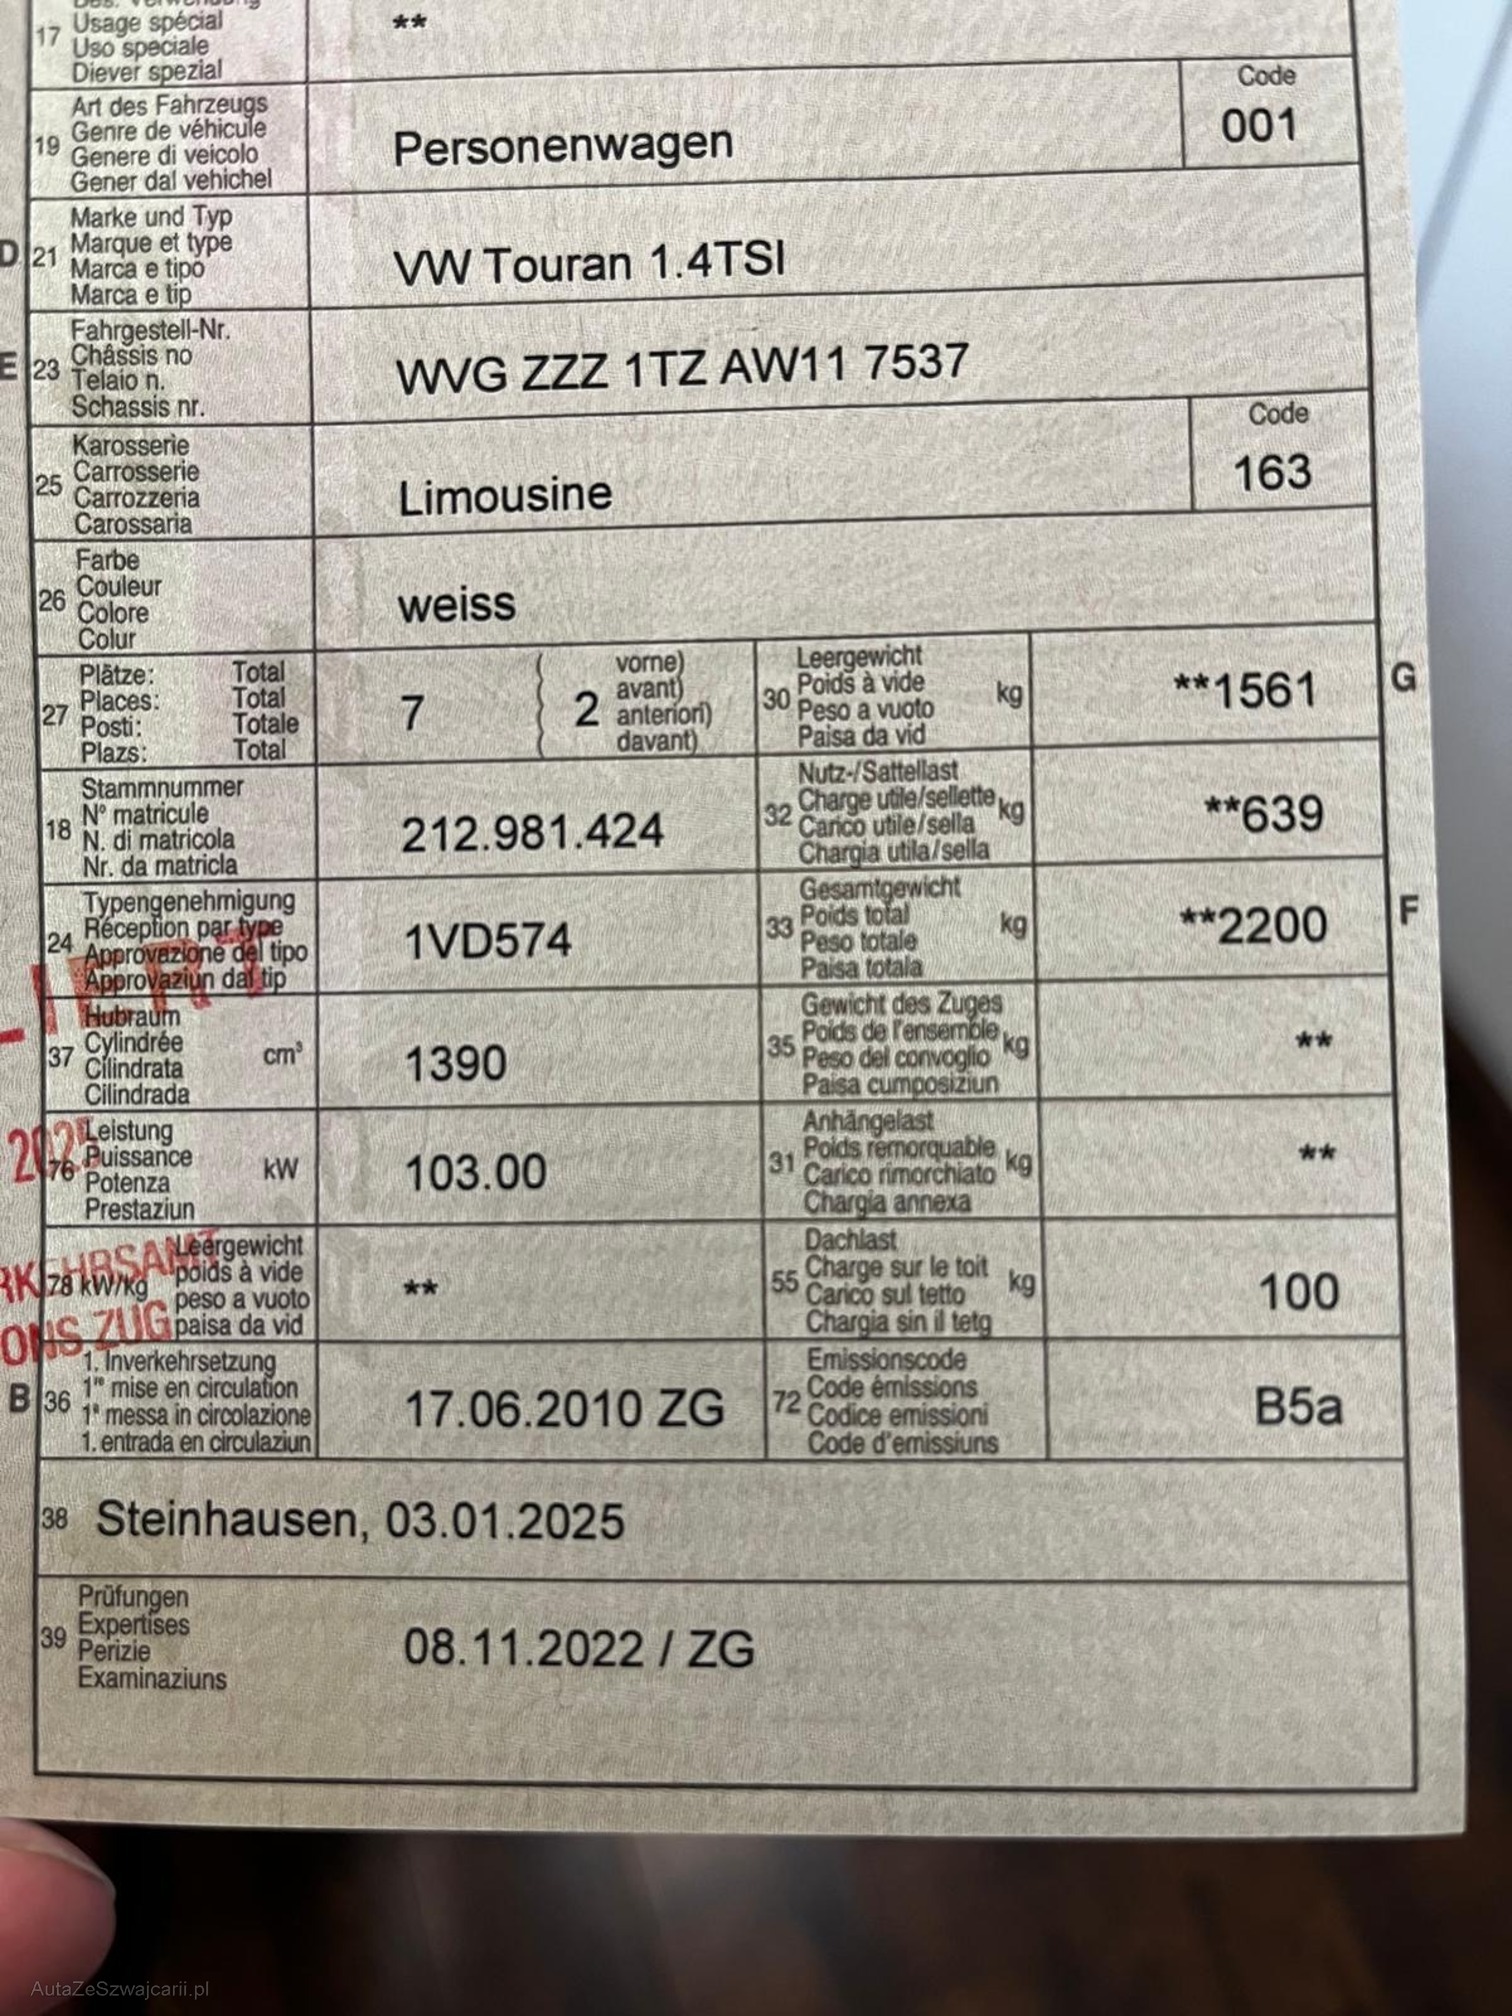 17
Usage spécial
**
Uso speciale
Diever spezial
19
Art des Fahrzeugs
Genre de véhicule
Genere di veicolo
Gener dal vehichel
Personenwagen
Code
001
D
21
Marke und Typ
Marque et type
Marca e tipo
Marca e tip
VW Touran 1.4TSI
E
23
Fahrgestell-Nr.
Châssis no
Telaio n.
Schassis nr.
WVG ZZZ 1TZ AW11 7537
25
Karosserie
Carrosserie
Carrozzeria
Carossaria
Limousine
Code
163
26
Farbe
Couleur
Colore
Colur
weiss
27
Plätze: Total
Places: Total
Posti: Totale
Plazs: Total
7
2
vorne)
avant)
anteriori)
davant)
30
Leergewicht
Poids à vide
Peso a vuoto
Paisa da vid
kg
**1561
G
18
Stammnummer
N° matricule
N. di matricola
Nr. da matricla
212.981.424
32
Nutz-/Sattellast
Charge utile/sellette
Carico utile/sella
Chargia utila/sella
kg
**639
24
Typengenehmigung
Réception par type
Approvazione del tipo
Approvaziun dal tip
1VD574
33
Gesamtgewicht
Poids total
Peso totale
Paisa totala
kg
**2200
F
LIERT
37
Hubraum
Cylindrée
Cilindrata
Cilindrada
cm³
1390
35
Gewicht des Zuges
Poids de l'ensemble
Peso del convoglio
Paisa cumposiziun
kg
**
76
Leistung
Puissance
Potenza
Prestaziun
kW
103.00
31
Anhängelast
Poids remorquable
Carico rimorchiato
Chargia annexa
kg
**
2025
78 kW/kg
Leergewicht
poids à vide
peso a vuoto
paisa da vid
**
55
Dachlast
Charge sur le toit
Carico sul tetto
Chargia sin il tetg
kg
100
RKEHRSAMT
ONS ZUG
B
36
1. Inverkehrsetzung
1re mise en circulation
1a messa in circolazione
1. entrada en circulaziun
17.06.2010 ZG
72
Emissionscode
Code émissions
Codice emissioni
Code d'emissiuns
B5a
38
Steinhausen, 03.01.2025
39
Prüfungen
Expertises
Perizie
Examinaziuns
08.11.2022 / ZG
AutaZeSzwajcarii.pl